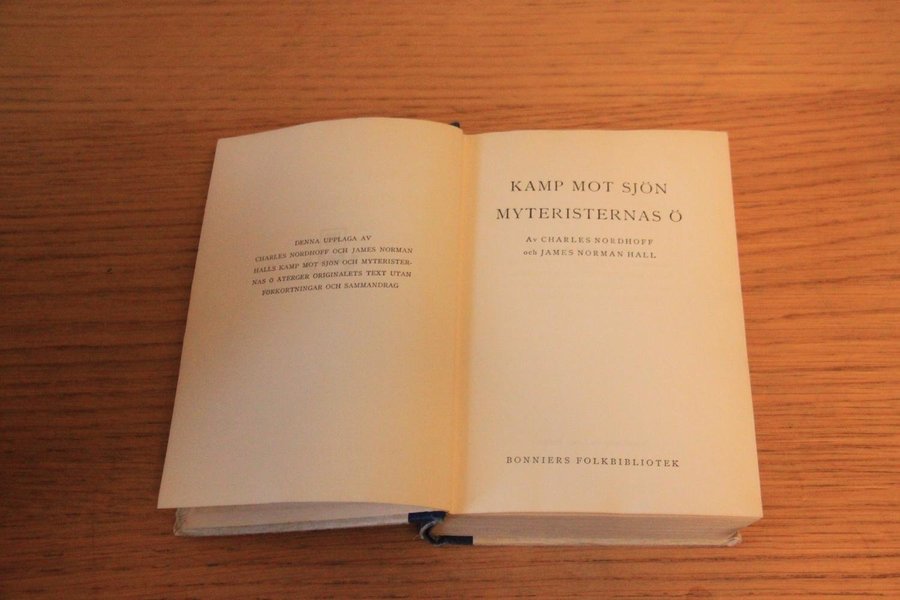 DENNA UPPLAGA AV
CHARLES NORDHOFF OCH JAMES NORMAN
HALLS KAMP MOT SJÖN OCH MYTERISTER-
NAS Ö ÅTERGER ORIGINALETS TEXT UTAN
FÖRKORTNINGAR OCH SAMMANDRAG
KAMP MOT SJÖN
MYTERISTERNAS Ö
Av CHARLES NORDHOFF
och JAMES NORMAN HALL
BONNIERS FOLKBIBLIOTEK